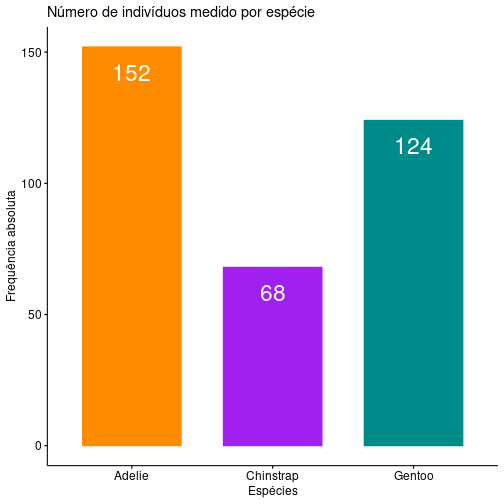 Número de indivíduos medido por espécie
Frequência absoluta
150
100
50
0
152
68
124
Adelie
Chinstrap
Gentoo
Espécies